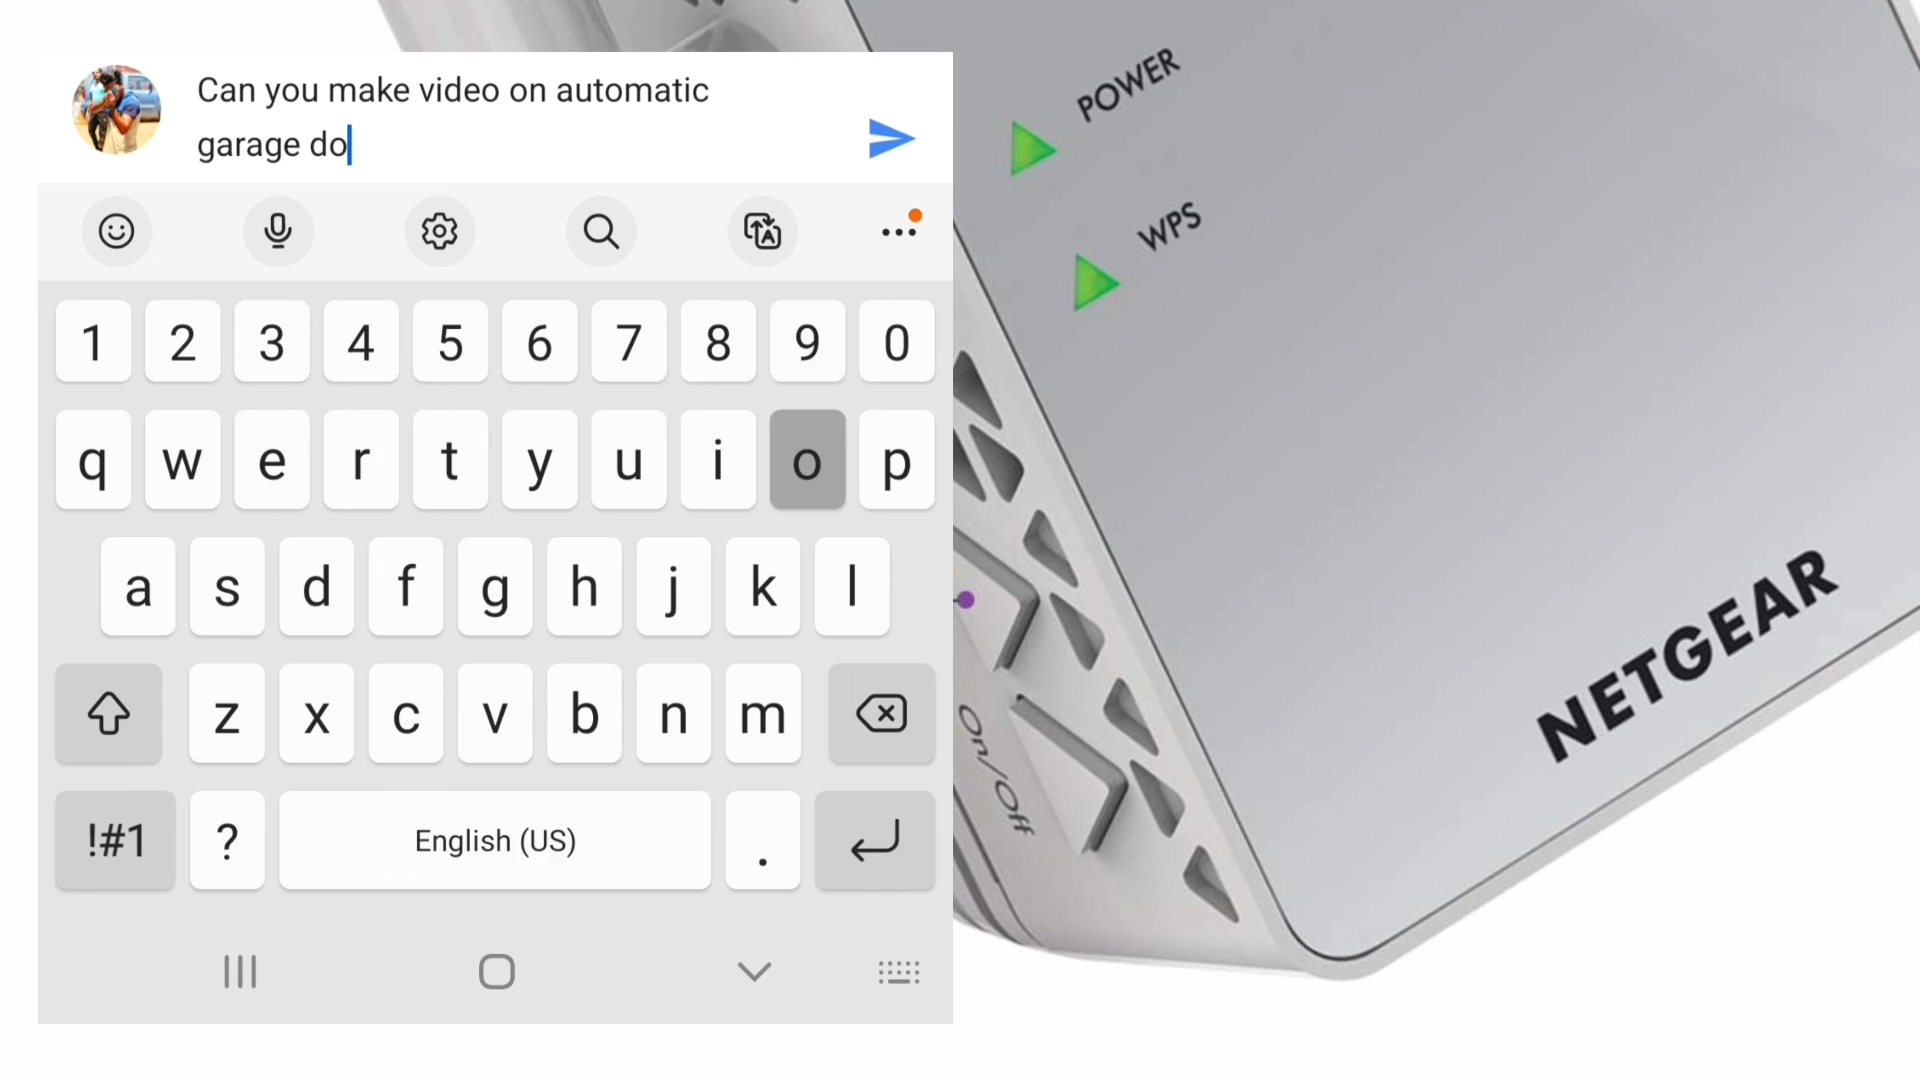 Can you make video on automatic
garage do
1 2 3 4 5 6 7 8 9 0
q w e r t y u i o p
a s d f g h j k l
z x c v b n m
!#1 ? English (US) .
POWER
WPS
On/Off
NETGEAR